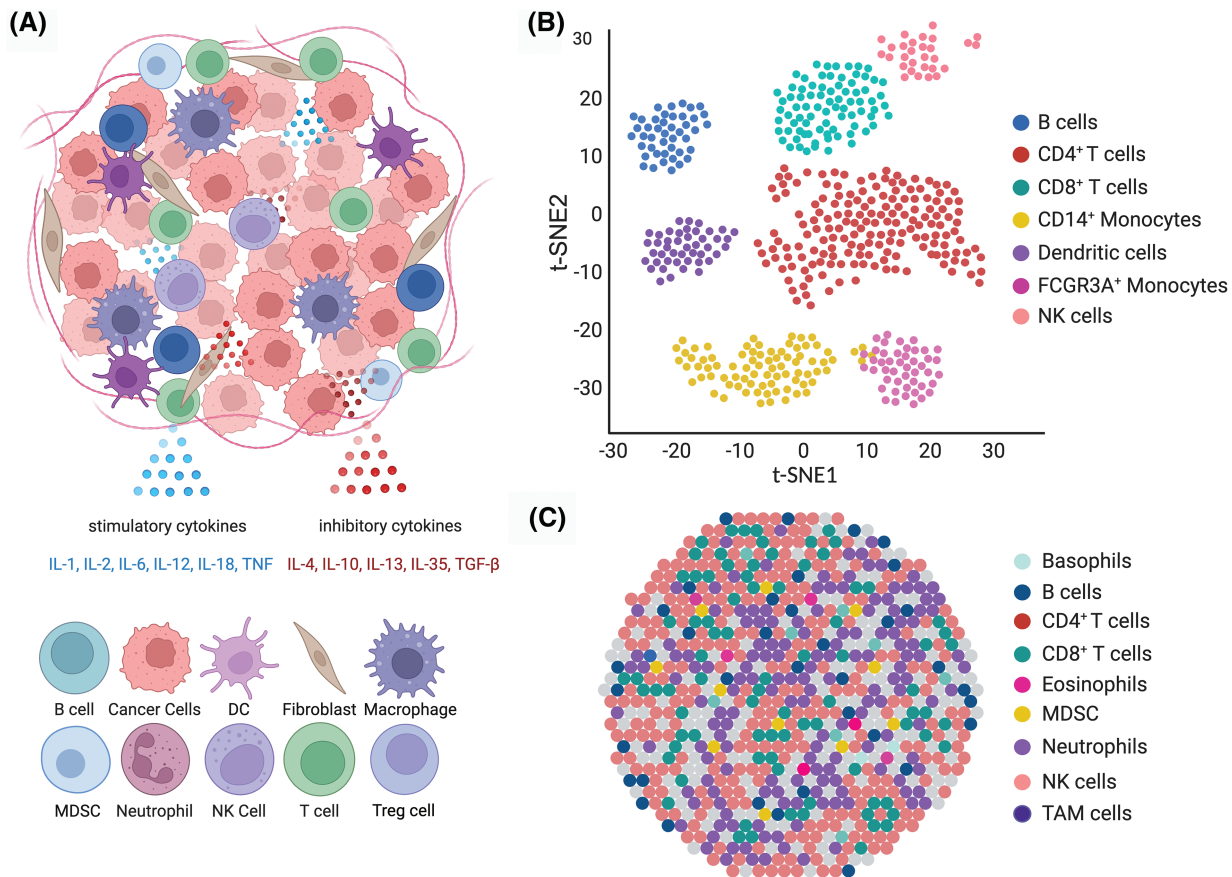 (A)
stimulatory cytokines
inhibitory cytokines
IL-1, IL-2, IL-6, IL-12, IL-18, TNF
IL-4, IL-10, IL-13, IL-35, TGF-β
B cell
Cancer Cells
DC
Fibroblast
Macrophage
MDSC
Neutrophil
NK Cell
T cell
Treg cell
(B)
30
20
10
0
-10
-20
-30
t-SNE2
-30
-20
-10
0
10
20
30
t-SNE1
B cells
CD4⁺ T cells
CD8⁺ T cells
CD14⁺ Monocytes
Dendritic cells
FCGR3A⁺ Monocytes
NK cells
(C)
Basophils
B cells
CD4⁺ T cells
CD8⁺ T cells
Eosinophils
MDSC
Neutrophils
NK cells
TAM cells